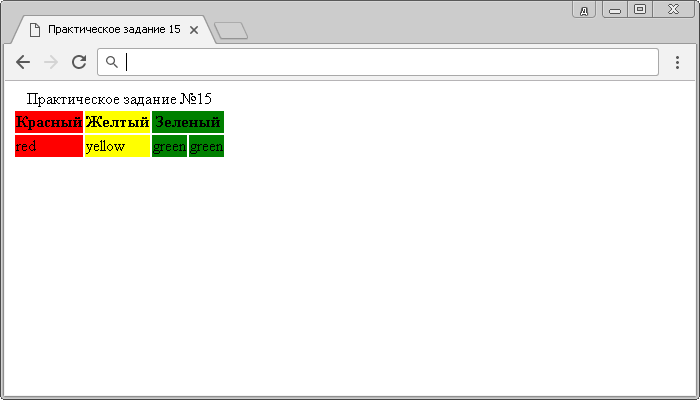 д
Практическое задание 15
Практическое задание №15
Красный Желтый Зеленый
red yellow green green